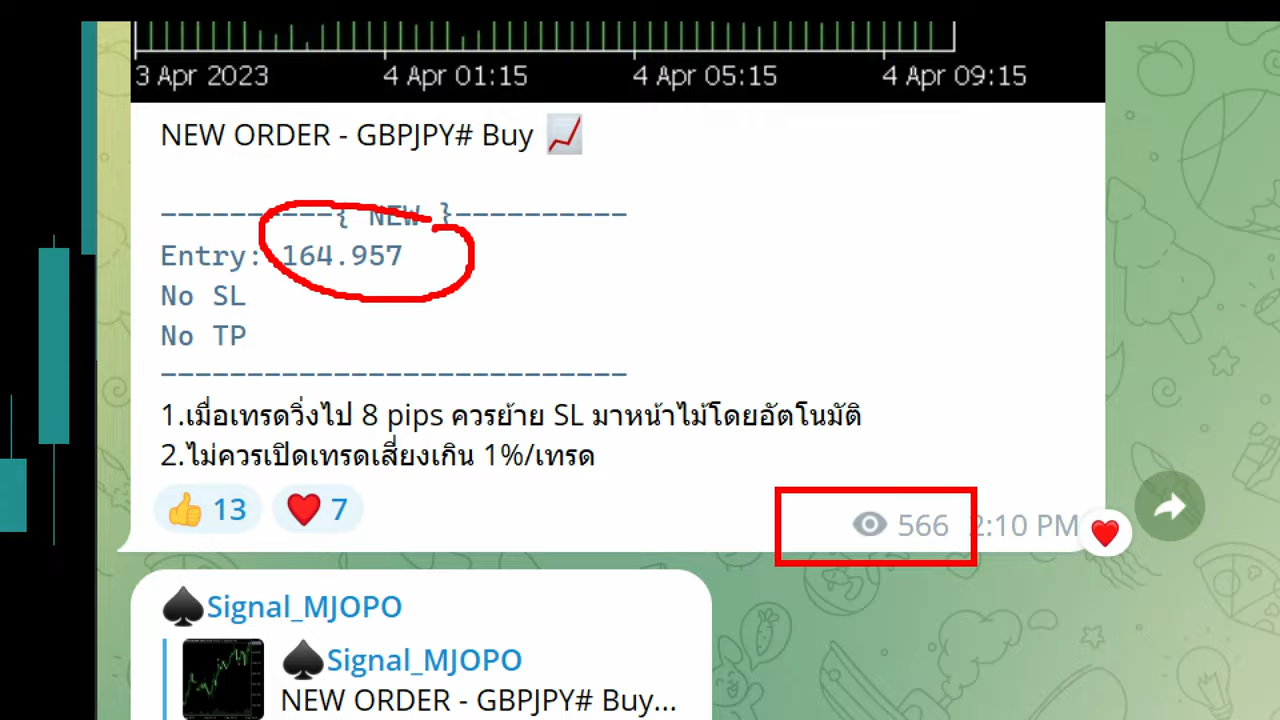 3 Apr 2023 4 Apr 01:15 4 Apr 05:15 4 Apr 09:15
NEW ORDER - GBPJPY# Buy 📈
----------{ NEW }----------
Entry: 164.957
No SL
No TP
---------------------------
1.เมื่อเทรดวิ่งไป 8 pips ควรย้าย SL มาหน้าไม้โดยอัตโนมัติ
2.ไม่ควรเปิดเทรดเสี่ยงเกิน 1%/เทรด
👍 13 ❤️ 7 566 2:10 PM
♠️Signal_MJOPO
♠️Signal_MJOPO
NEW ORDER - GBPJPY# Buy...